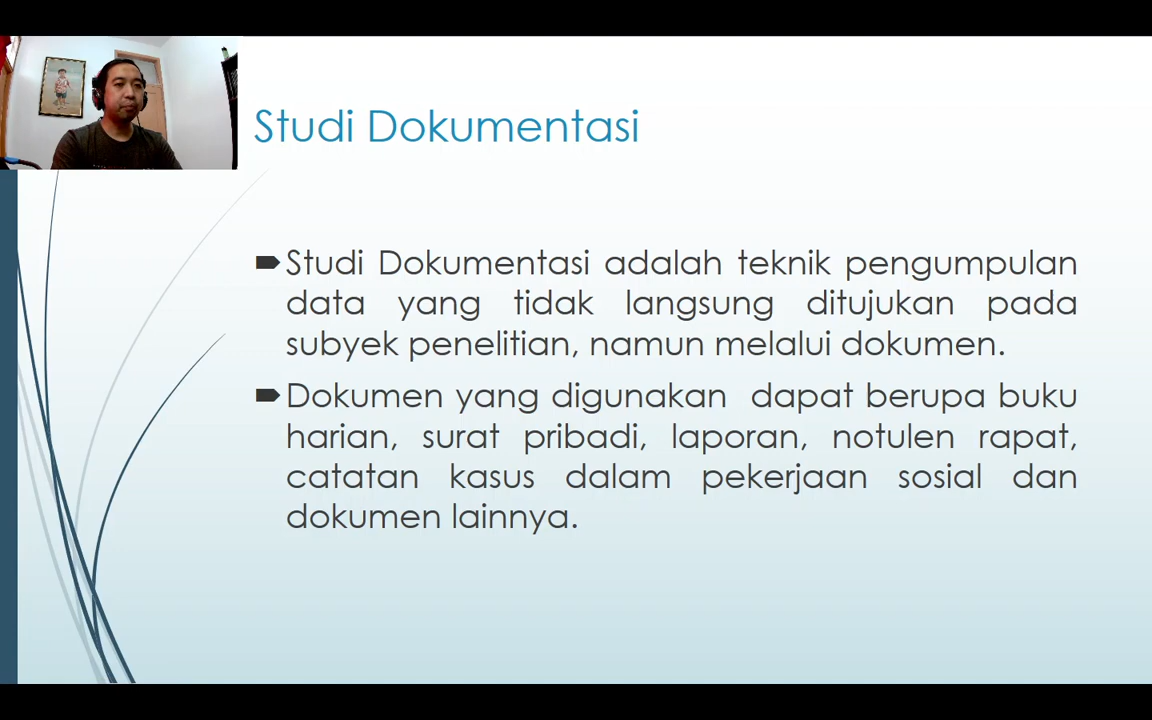 Studi Dokumentasi
Studi Dokumentasi adalah teknik pengumpulan
data yang tidak langsung ditujukan pada
subyek penelitian, namun melalui dokumen.
Dokumen yang digunakan dapat berupa buku
harian, surat pribadi, laporan, notulen rapat,
catatan kasus dalam pekerjaan sosial dan
dokumen lainnya.